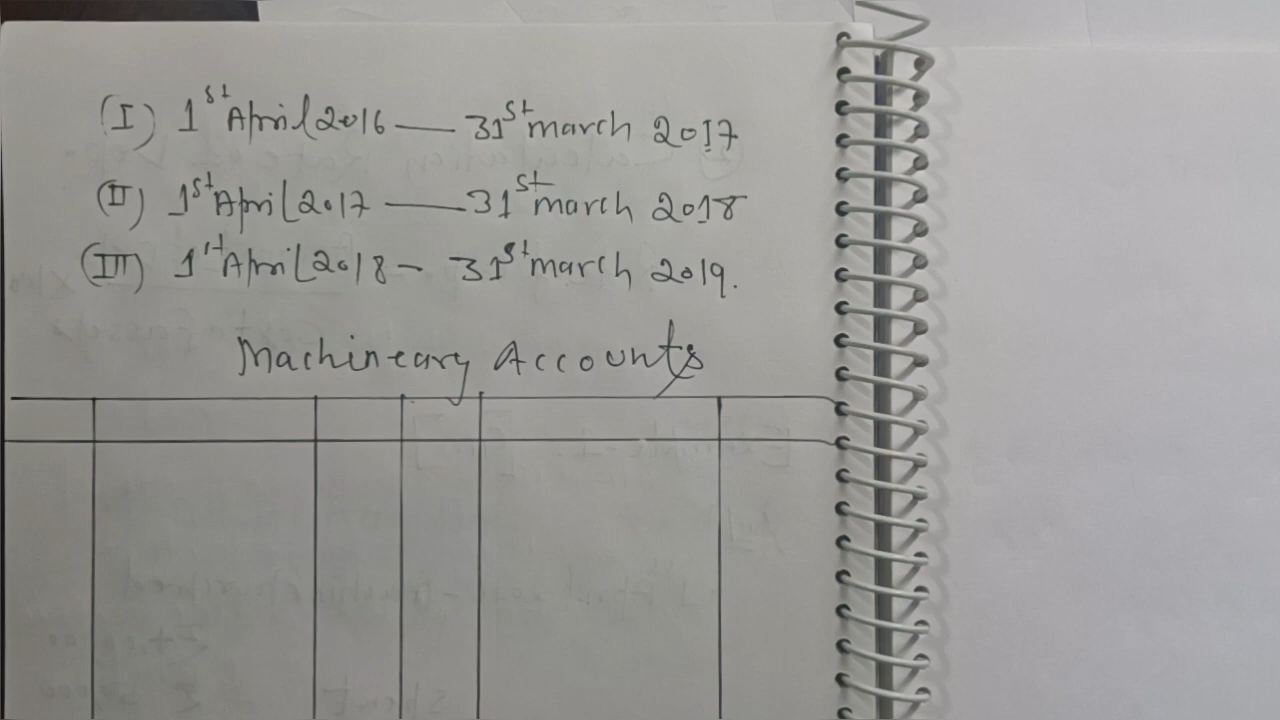 (I) 1st April 2016 — 31st march 2017
(II) 1st April 2017 — 31st march 2018
(III) 1st April 2018 - 31st march 2019.
Machineary Accounts